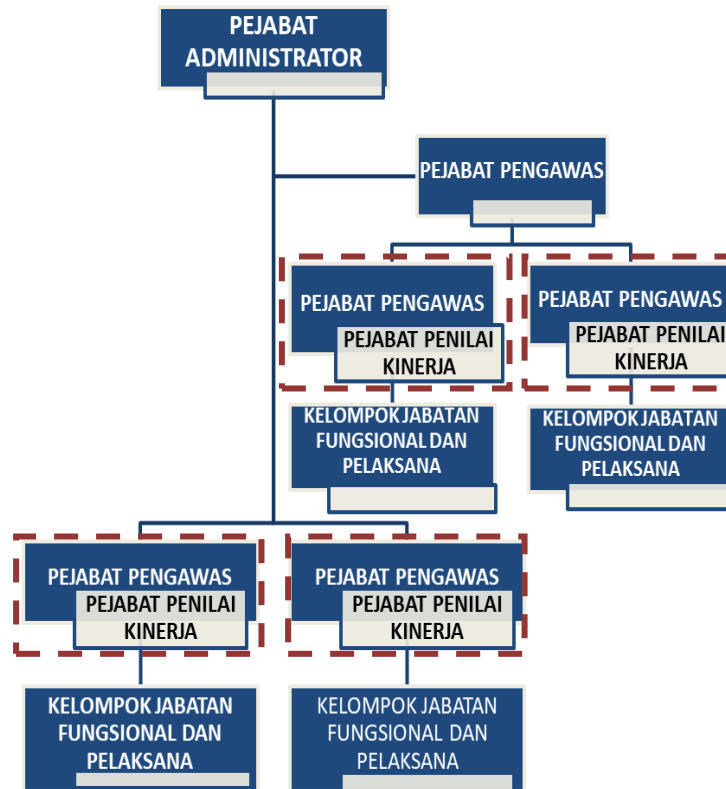 PEJABAT
ADMINISTRATOR
PEJABAT PENGAWAS
PEJABAT PENGAWAS
PEJABAT PENILAI
KINERJA
PEJABAT PENGAWAS
PEJABAT PENILAI
KINERJA
KELOMPOK JABATAN
FUNGSIONAL DAN
PELAKSANA
KELOMPOK JABATAN
FUNGSIONAL DAN
PELAKSANA
PEJABAT PENGAWAS
PEJABAT PENILAI
KINERJA
PEJABAT PENGAWAS
PEJABAT PENILAI
KINERJA
KELOMPOK JABATAN
FUNGSIONAL DAN
PELAKSANA
KELOMPOK JABATAN
FUNGSIONAL DAN
PELAKSANA